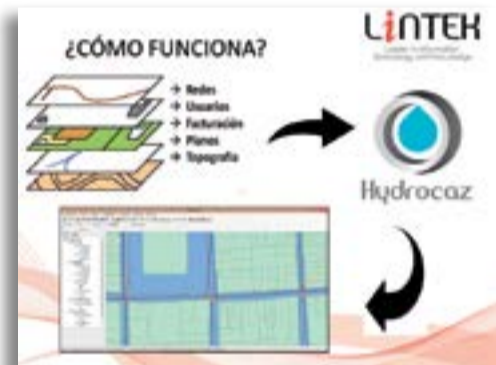 LiNTEK
¿CÓMO FUNCIONA?
Redes
Usuarios
Facturación
Planos
Topografía
Hydrocaz